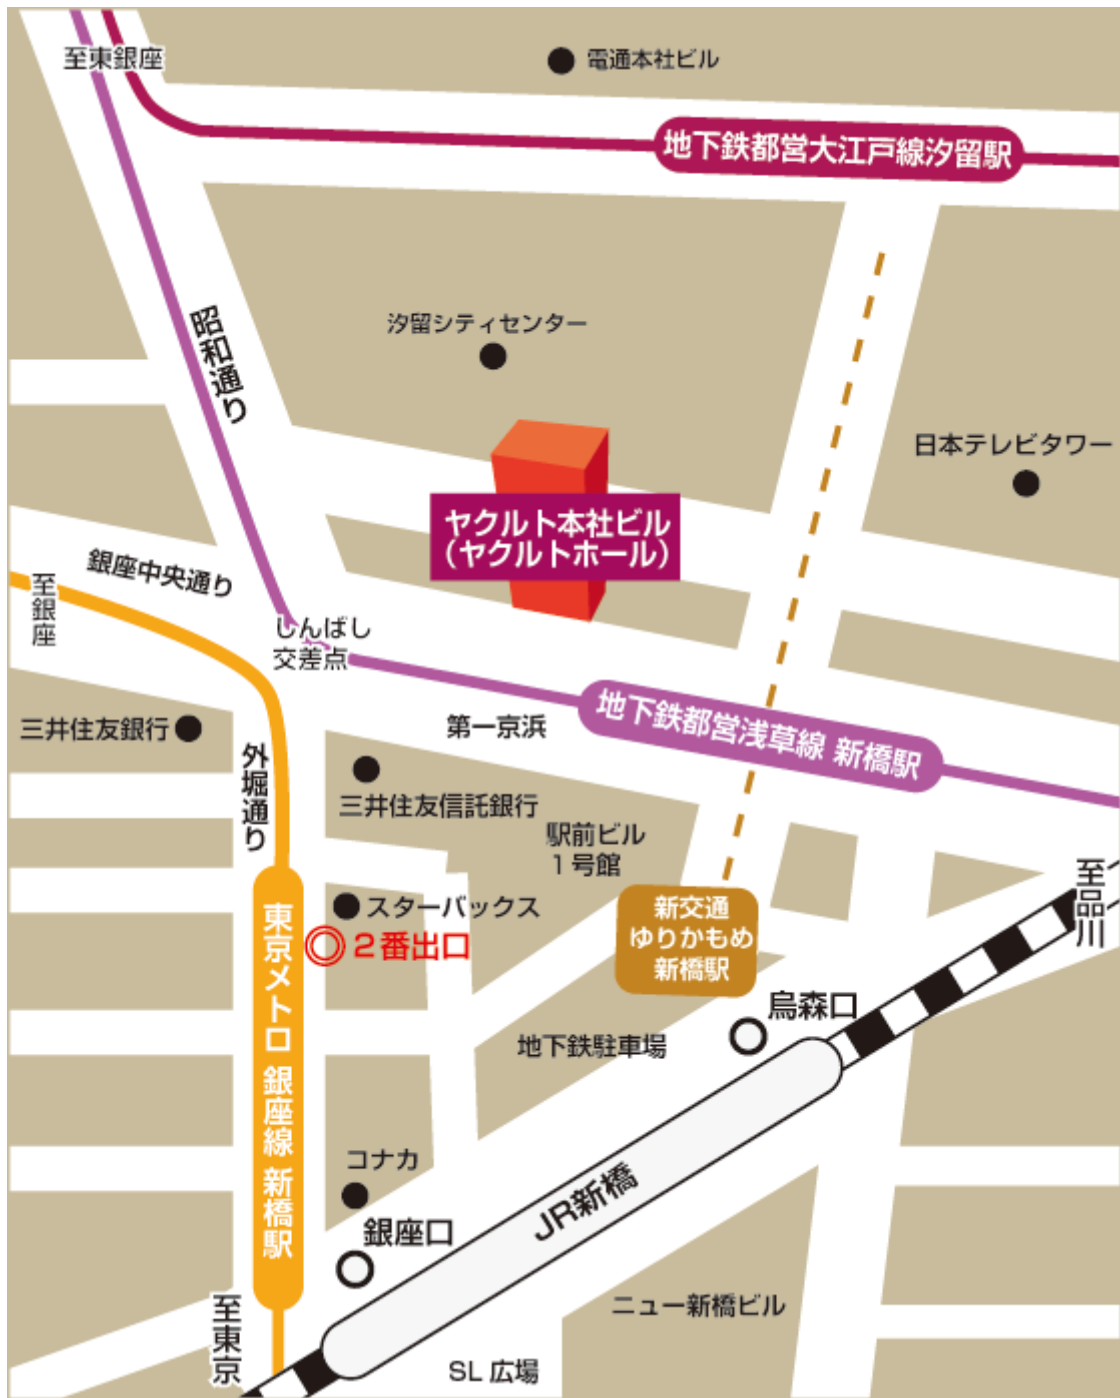 至東銀座
電通本社ビル
地下鉄都営大江戸線汐留駅
昭和通り
汐留シティセンター
日本テレビタワー
ヤクルト本社ビル
（ヤクルトホール）
銀座中央通り
至銀座
しんばし
交差点
三井住友銀行
第一京浜
地下鉄都営浅草線 新橋駅
外堀通り
三井住友信託銀行
駅前ビル
1号館
至品川
スターバックス
2番出口
新交通
ゆりかもめ
新橋駅
東京メトロ 銀座線 新橋駅
烏森口
地下鉄駐車場
コナカ
JR新橋
銀座口
至東京
ニュー新橋ビル
SL 広場